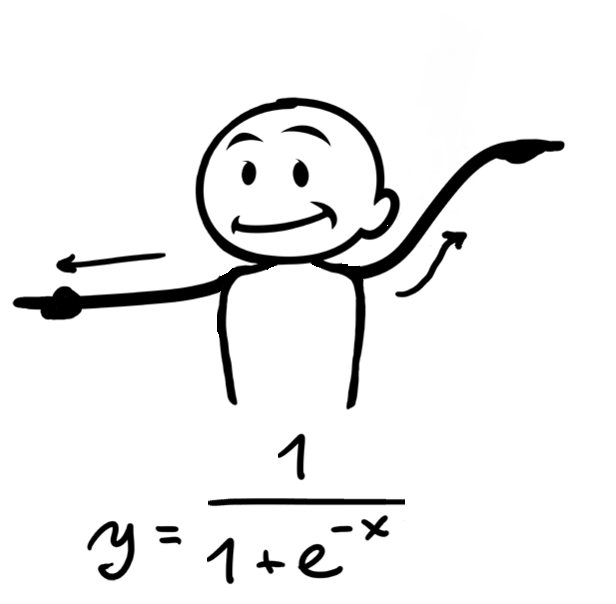 y = 1 / (1 + e^{-x})